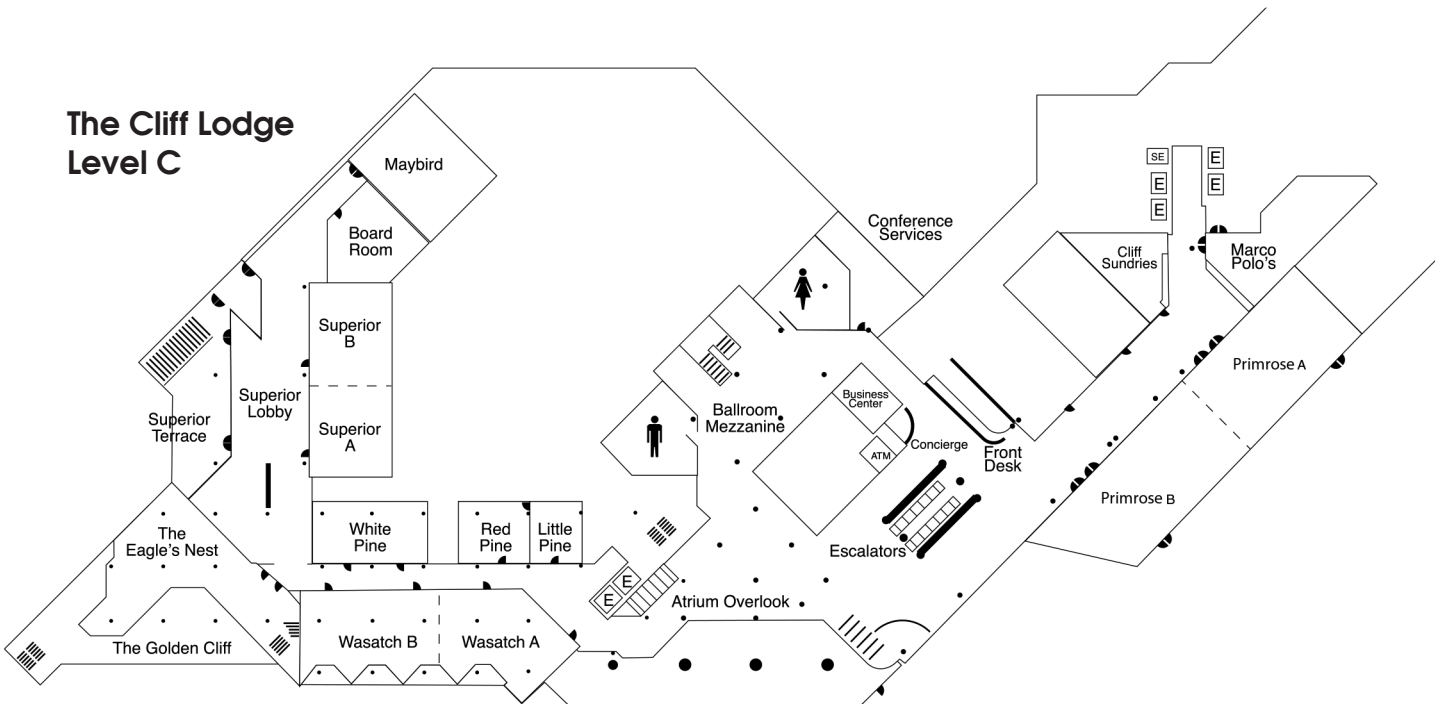 The Cliff Lodge
Level C
Maybird
Board
Room
Conference
Services
SE
E
E
E
E
Cliff
Sundries
Marco
Polo's
Superior
B
Superior
Lobby
Superior
Terrace
Superior
A
Primrose A
Business
Center
Ballroom
Mezzanine
Concierge
ATM
Front
Desk
Primrose B
The
Eagle's Nest
White
Pine
Red
Pine
Little
Pine
Escalators
E
E
Atrium Overlook
The Golden Cliff
Wasatch B
Wasatch A